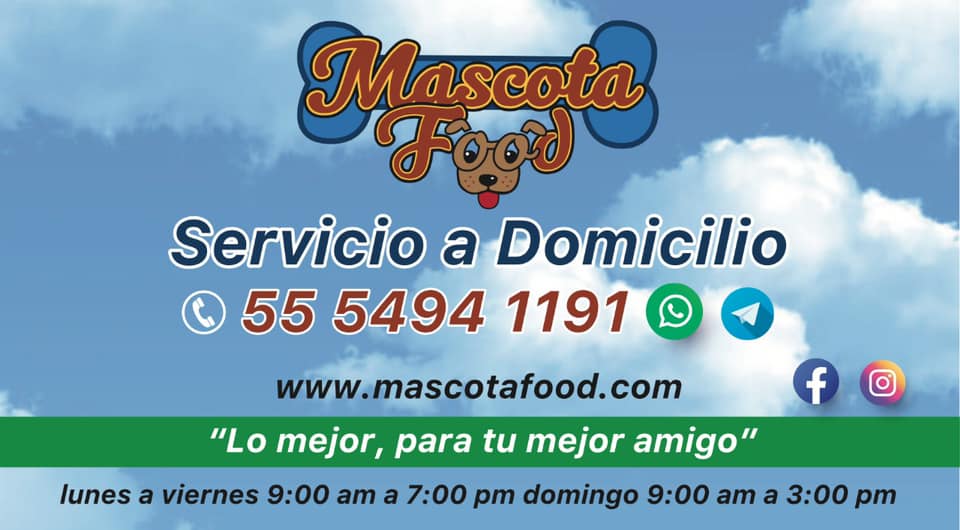 Mascota
Food
Servicio a Domicilio
55 5494 1191
www.mascotafood.com
“Lo mejor, para tu mejor amigo”
lunes a viernes 9:00 am a 7:00 pm domingo 9:00 am a 3:00 pm